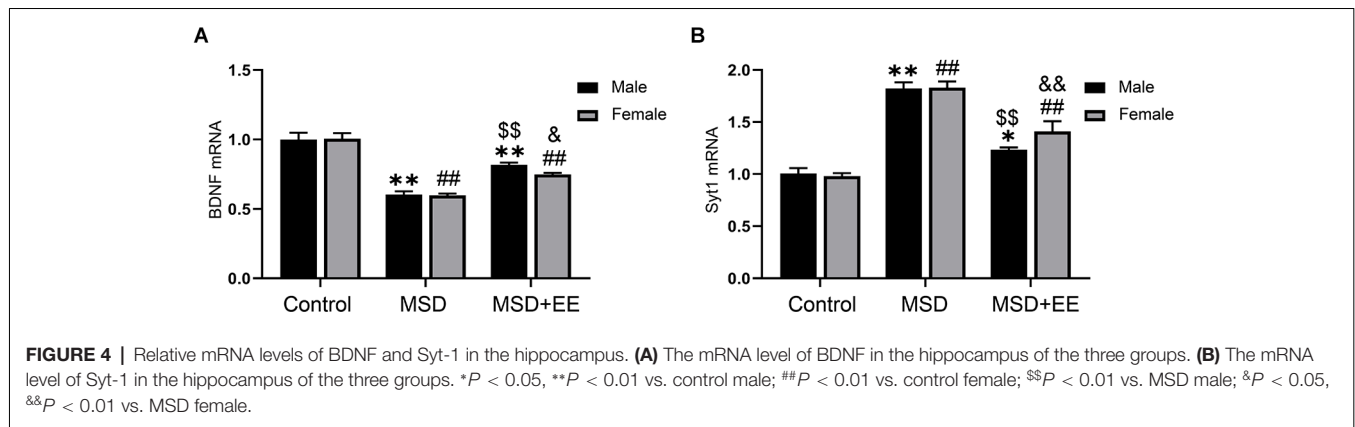 A
1.5
1.0
0.5
0.0
BDNF mRNA
** ## $$ ** & ##
Control MSD MSD+EE
Male
Female
B
2.0
1.5
1.0
0.5
0.0
Syt1 mRNA
** ## $$ * && ##
Control MSD MSD+EE
Male
Female
FIGURE 4 | Relative mRNA levels of BDNF and Syt-1 in the hippocampus. (A) The mRNA level of BDNF in the hippocampus of the three groups. (B) The mRNA
level of Syt-1 in the hippocampus of the three groups. *P < 0.05, **P < 0.01 vs. control male; ##P < 0.01 vs. control female; $$P < 0.01 vs. MSD male; &P < 0.05,
&&P < 0.01 vs. MSD female.